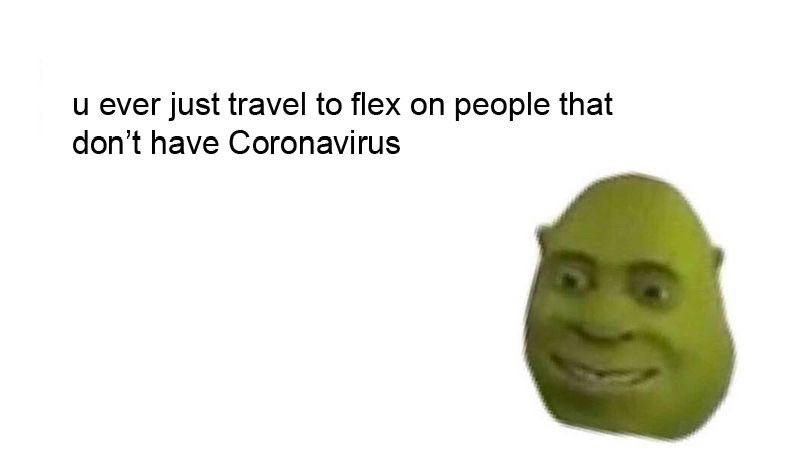 u ever just travel to flex on people that
don’t have Coronavirus